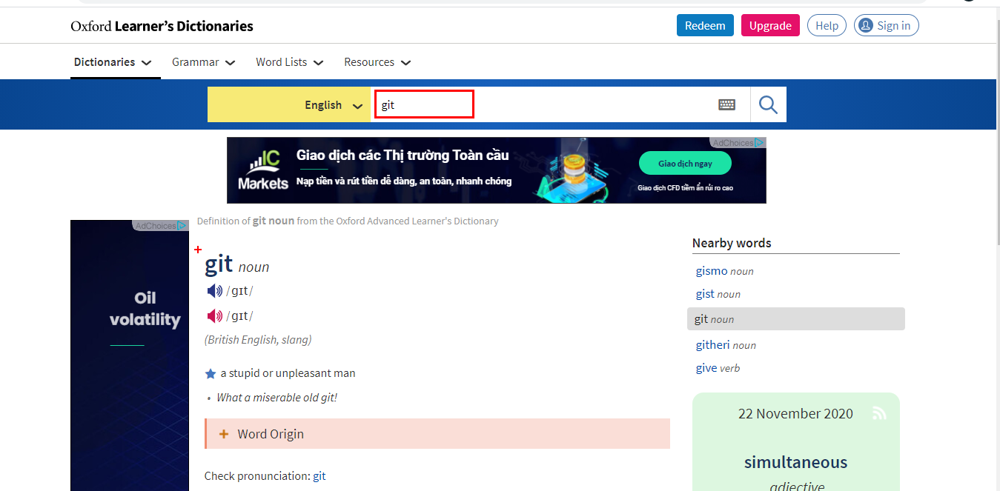 Oxford Learner's Dictionaries
Redeem
Upgrade
Help
Sign in
Dictionaries
Grammar
Word Lists
Resources
English
git
AdChoices
IC Markets
Giao dịch các Thị trường Toàn cầu
Nạp tiền và rút tiền dễ dàng, an toàn, nhanh chóng
Giao dịch ngay
Giao dịch CFD tiềm ẩn rủi ro cao
AdChoices
Oil
volatility
Definition of git noun from the Oxford Advanced Learner's Dictionary
git noun
/ɡɪt/
/ɡɪt/
(British English, slang)
a stupid or unpleasant man
• What a miserable old git!
+ Word Origin
Check pronunciation: git
Nearby words
gismo noun
gist noun
git noun
githeri noun
give verb
22 November 2020
simultaneous
adjective